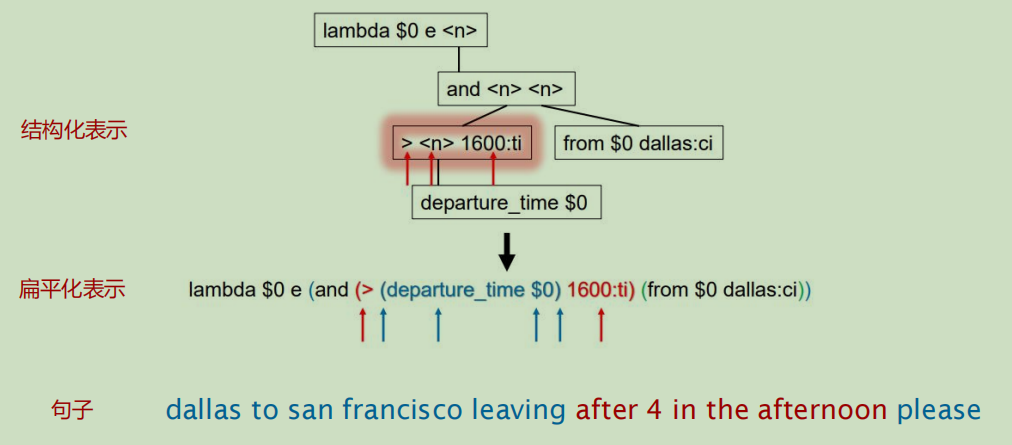 lambda $0 e <n>
and <n> <n>
结构化表示
> <n> 1600:ti
from $0 dallas:ci
departure_time $0
扁平化表示
lambda $0 e (and (> (departure_time $0) 1600:ti) (from $0 dallas:ci))
句子
dallas to san francisco leaving after 4 in the afternoon please